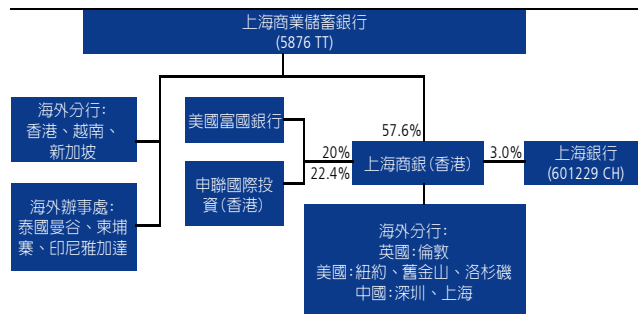 上海商業儲蓄銀行
(5876 TT)
海外分行:
香港、越南、
新加坡
美國富國銀行
57.6%
20%
22.4%
上海商銀(香港)
3.0%
上海銀行
(601229 CH)
申聯國際投
資(香港)
海外辦事處:
泰國曼谷、柬埔
寨、印尼雅加達
海外分行:
英國:倫敦
美國:紐約、舊金山、洛杉磯
中國:深圳、上海